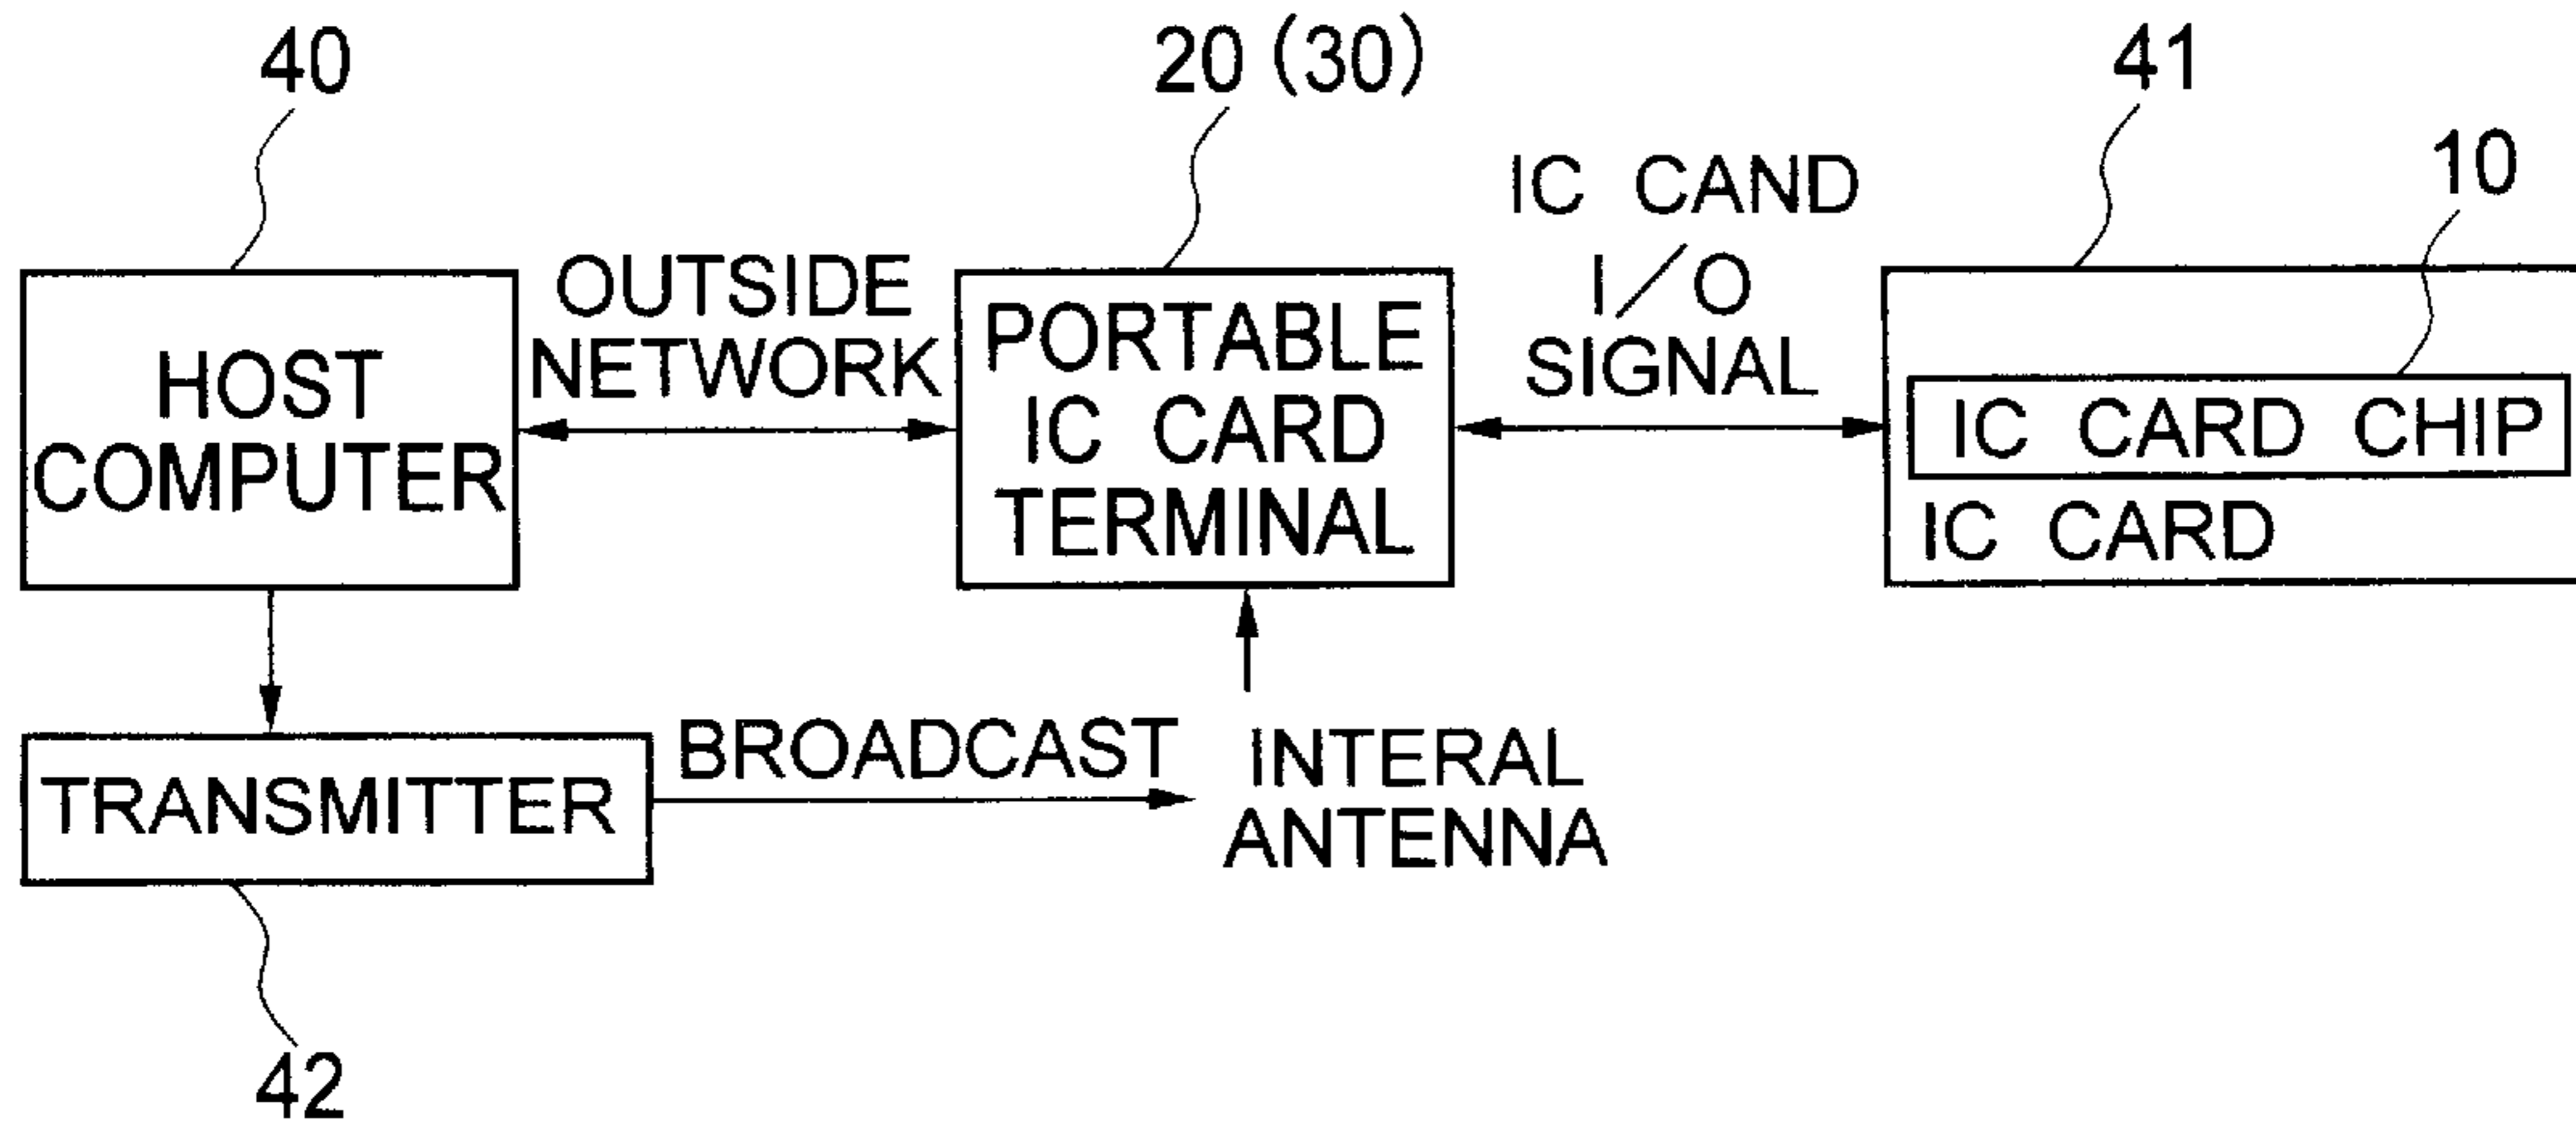 40
20 (30)
41
10
IC CAND
I/O
SIGNAL
OUTSIDE
NETWORK
HOST
COMPUTER
PORTABLE
IC CARD
TERMINAL
IC CARD CHIP
IC CARD
BROADCAST
INTERAL
ANTENNA
TRANSMITTER
42